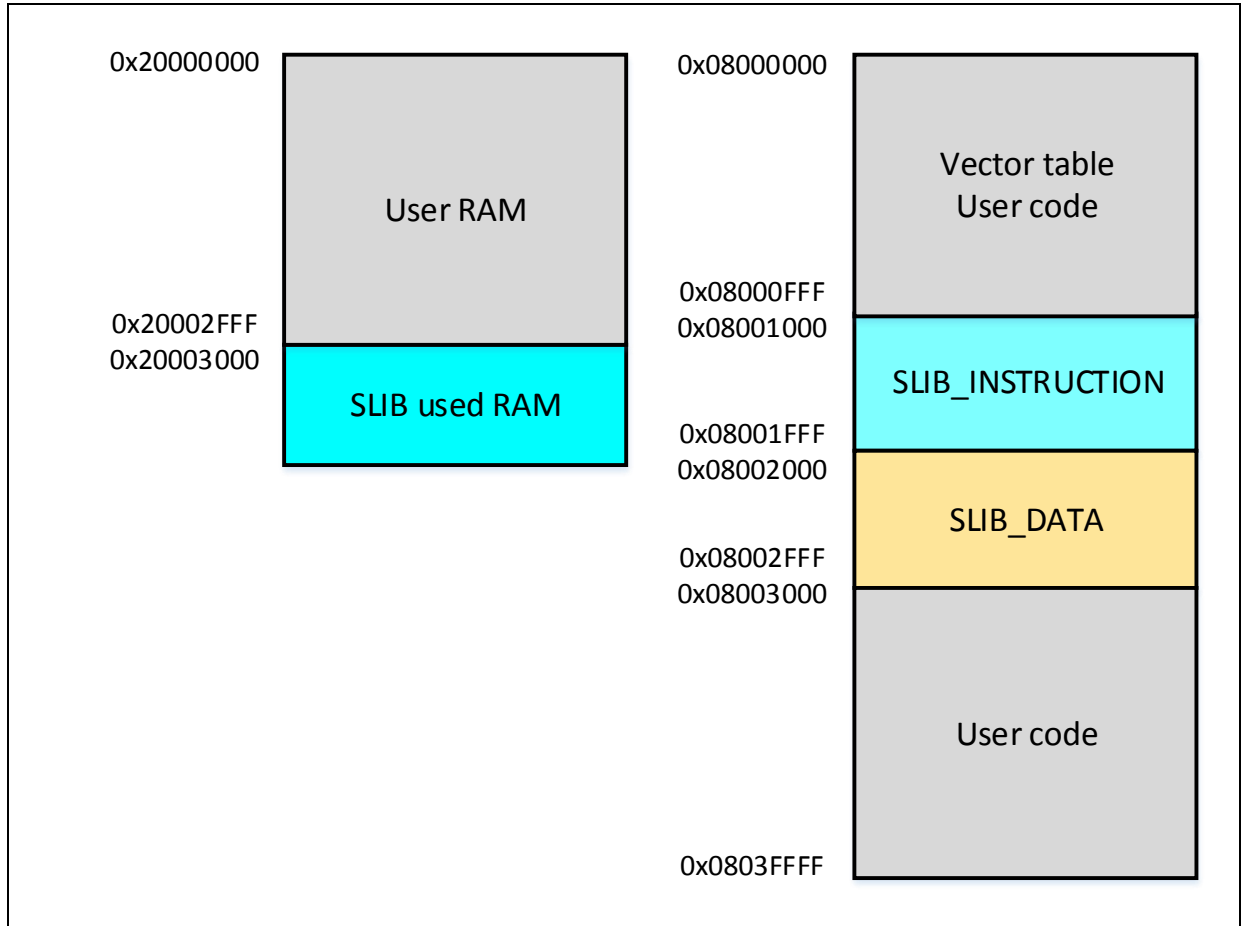 0x20000000
User RAM
0x20002FFF
0x20003000
SLIB used RAM
0x08000000
Vector table
User code
0x08000FFF
0x08001000
SLIB_INSTRUCTION
0x08001FFF
0x08002000
SLIB_DATA
0x08002FFF
0x08003000
User code
0x0803FFFF